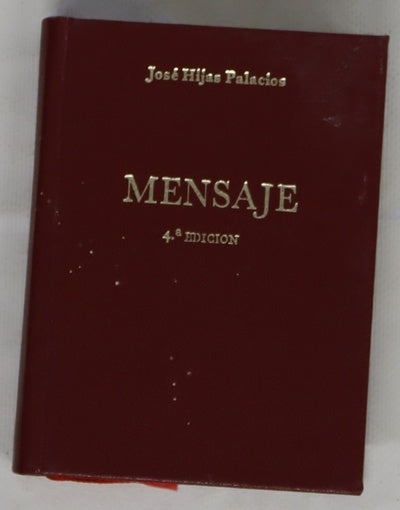 José Hijas Palacios
MENSAJE
4.ª EDICION